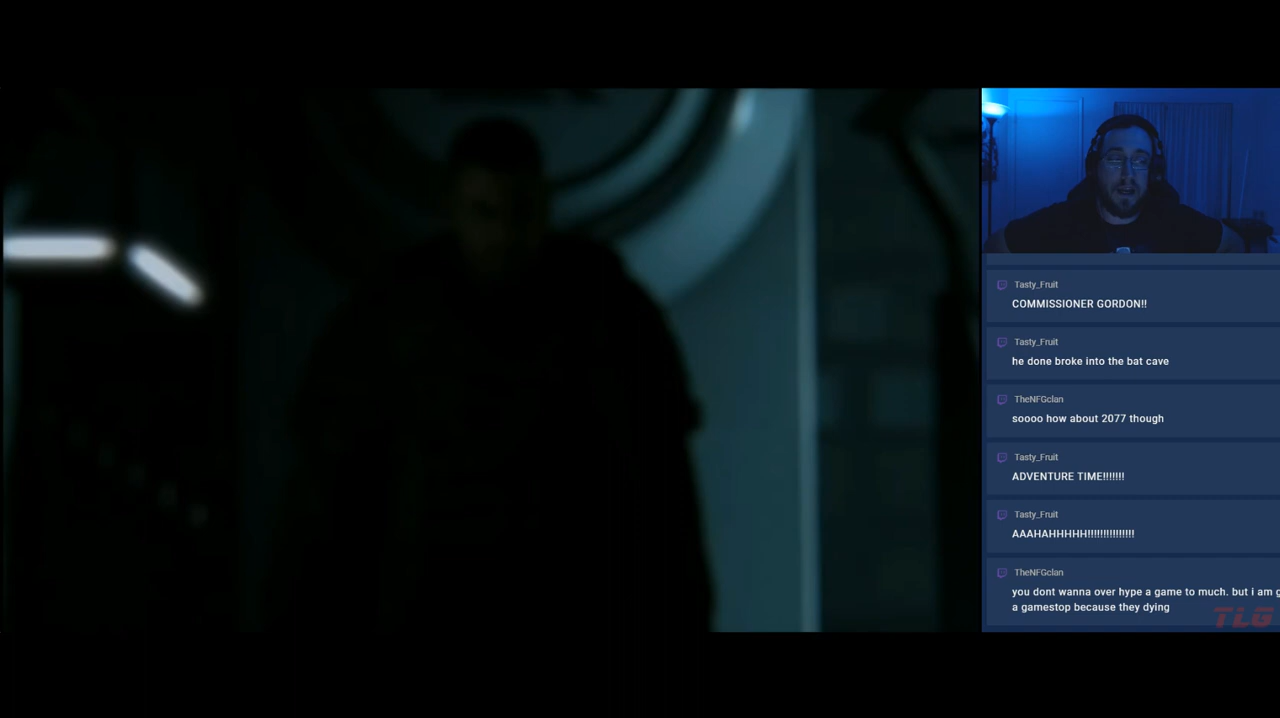 Tasty_Fruit
COMMISSIONER GORDON!!
Tasty_Fruit
he done broke into the bat cave
TheNFGclan
soooo how about 2077 though
Tasty_Fruit
ADVENTURE TIME!!!!!!!
Tasty_Fruit
AAAHAHHHHH!!!!!!!!!!!!!!!
TheNFGclan
you dont wanna over hype a game to much. but i am
a gamestop because they dying
TLG